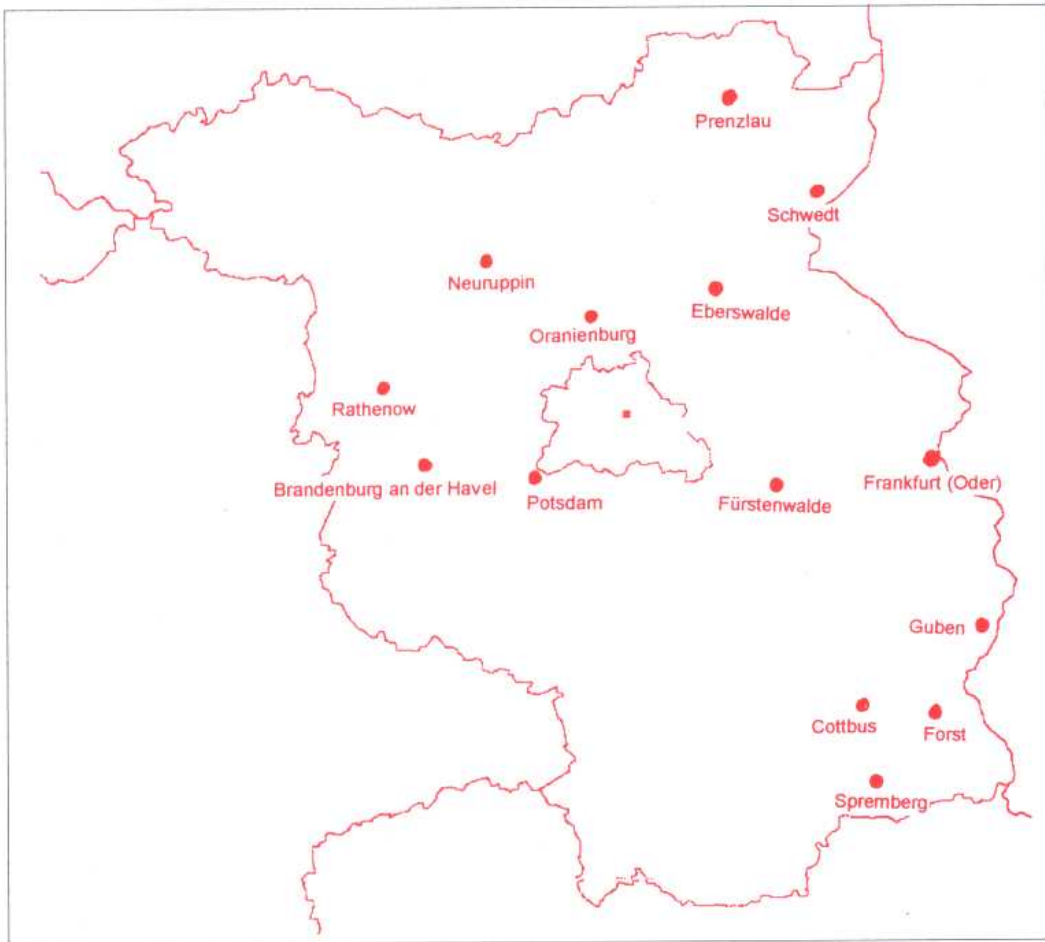 Prenzlau
Schwedt
Neuruppin
Eberswalde
Oranienburg
Rathenow
Brandenburg an der Havel
Potsdam
Fürstenwalde
Frankfurt (Oder)
Guben
Cottbus
Forst
Spremberg